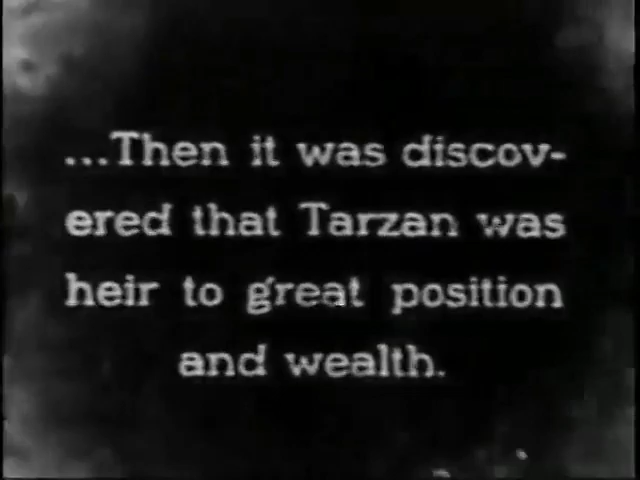 ...Then it was discov-
ered that Tarzan was
heir to great position
and wealth.